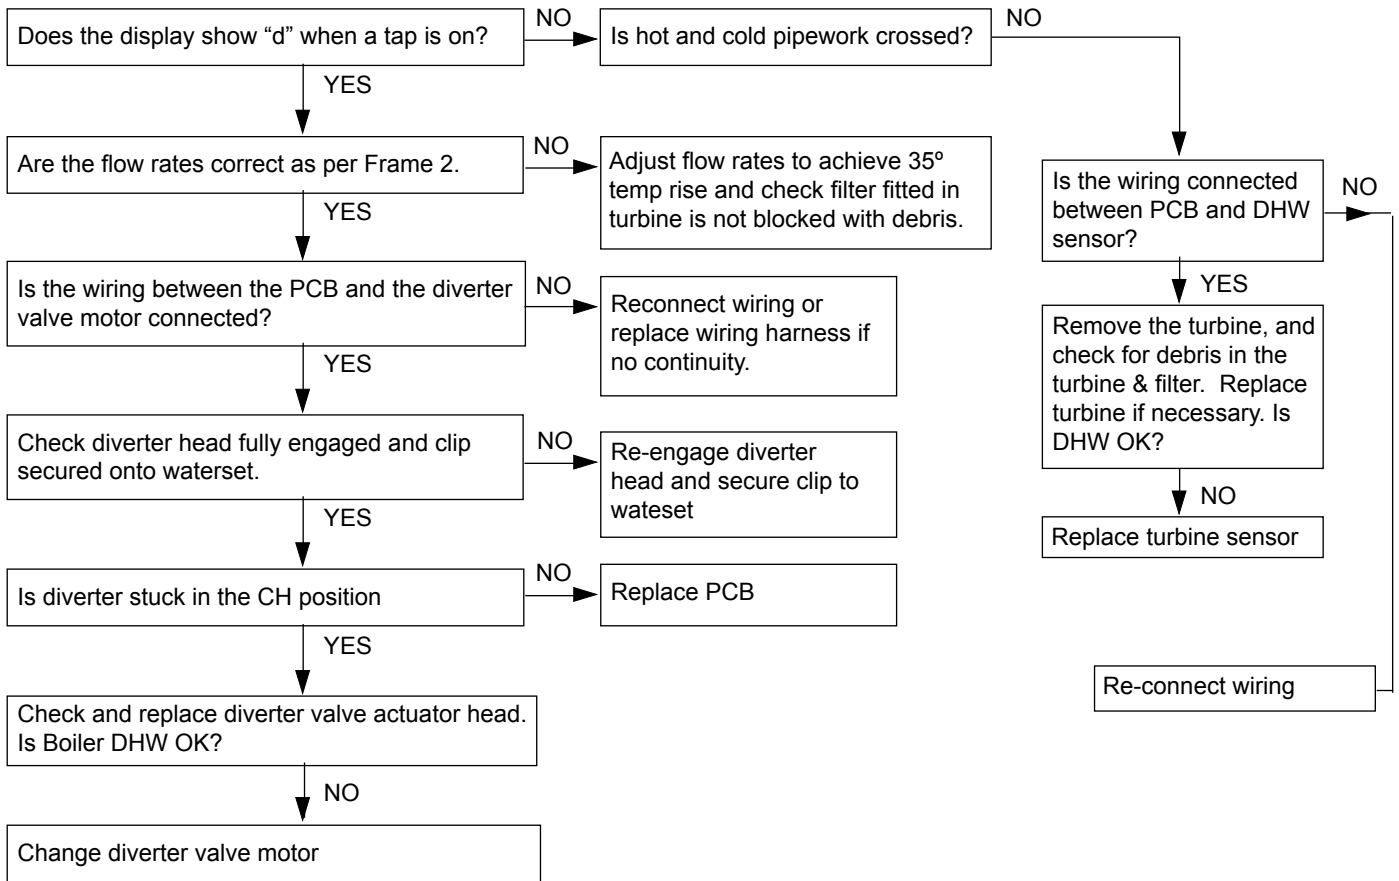 Does the display show “d” when a tap is on?
NO
Is hot and cold pipework crossed?
NO
YES
Are the flow rates correct as per Frame 2.
NO
Adjust flow rates to achieve 35º
temp rise and check filter fitted in
turbine is not blocked with debris.
Is the wiring connected
between PCB and DHW
sensor?
NO
YES
Is the wiring between the PCB and the diverter
valve motor connected?
NO
Reconnect wiring or
replace wiring harness if
no continuity.
YES
Remove the turbine, and
check for debris in the
turbine & filter.  Replace
turbine if necessary. Is
DHW OK?
YES
Check diverter head fully engaged and clip
secured onto waterset.
NO
Re-engage diverter
head and secure clip to
wateset
NO
Replace turbine sensor
YES
Is diverter stuck in the CH position
NO
Replace PCB
YES
Re-connect wiring
Check and replace diverter valve actuator head.
Is Boiler DHW OK?
NO
Change diverter valve motor